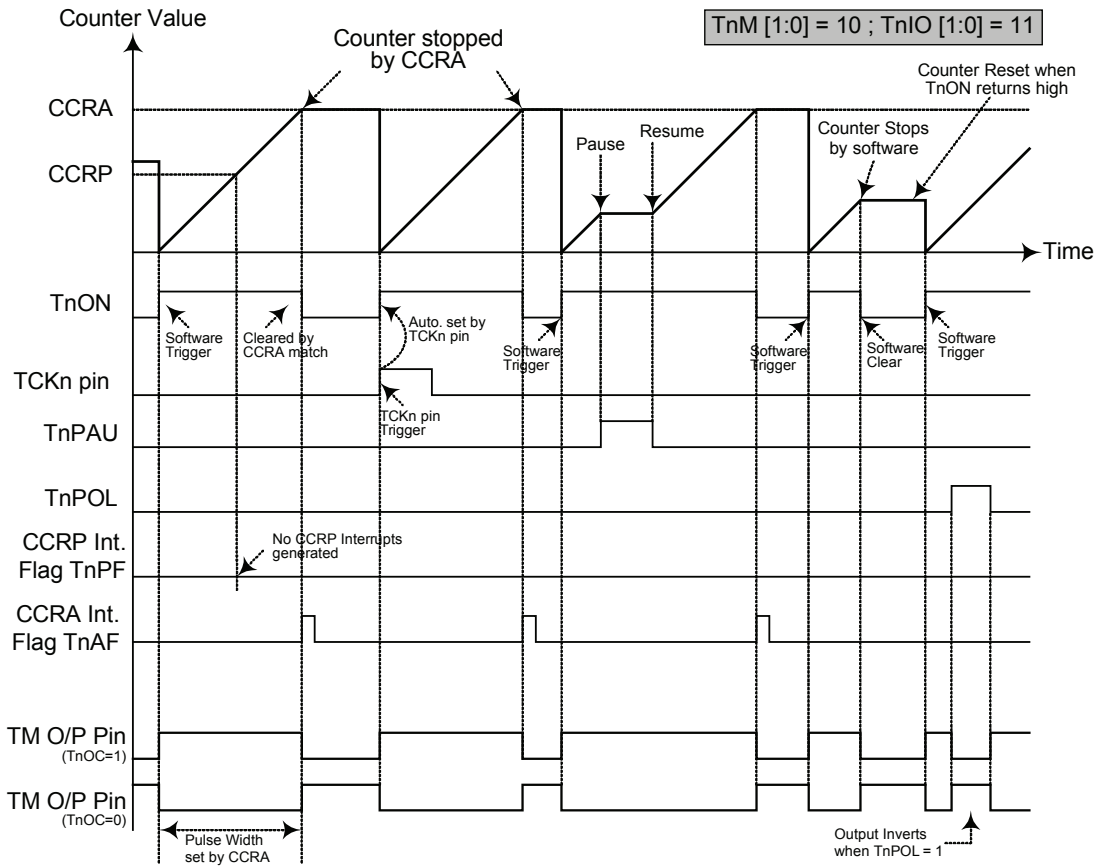 Counter Value
TnM [1:0] = 10 ; TnIO [1:0] = 11
Counter stopped
by CCRA
Counter Reset when
TnON returns high
CCRA
Counter Stops
by software
Pause
Resume
CCRP
Time
TnON
Software
Trigger
Cleared by
CCRA match
Auto. set by
TCKn pin
Software
Trigger
Software
Trigger
Software
Clear
Software
Trigger
TCKn pin
TCKn pin
Trigger
TnPAU
TnPOL
CCRP Int.
Flag TnPF
No CCRP Interrupts
generated
CCRA Int.
Flag TnAF
TM O/P Pin
(TnOC=1)
TM O/P Pin
(TnOC=0)
Pulse Width
set by CCRA
Output Inverts
when TnPOL = 1